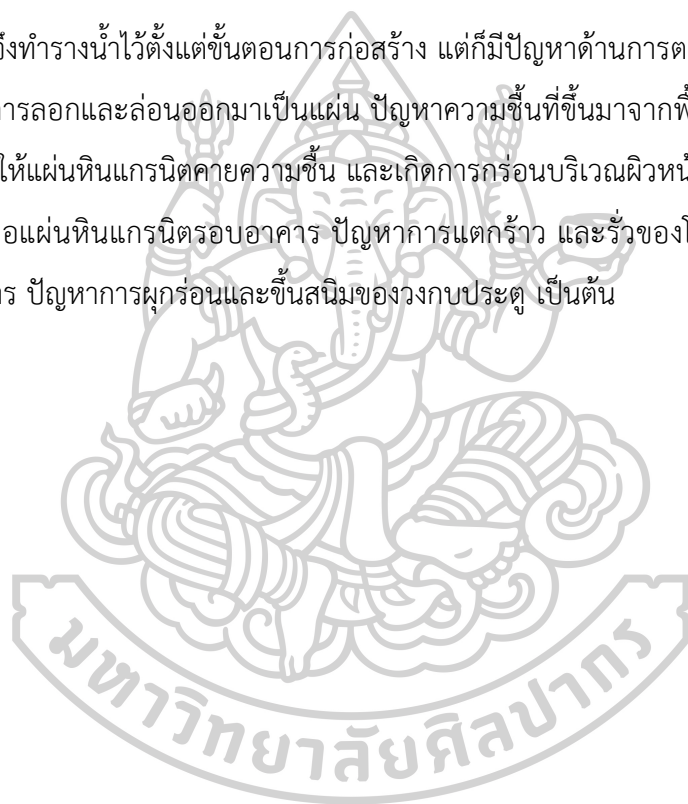 จึงทำรางน้ำไว้ตั้งแต่ขั้นตอนการก่อสร้าง แต่ก็มีปัญหาด้านการต
การลอกและล่อนออกมาเป็นแผ่น ปัญหาความชื้นที่ขึ้นมาจากพื้
ให้แผ่นหินแกรนิตคายความชื้น และเกิดการกร่อนบริเวณผิวหน้
อแผ่นหินแกรนิตรอบอาคาร ปัญหาการแตกร้าว และรั่วของโ
ร ปัญหาการผุกร่อนและขึ้นสนิมของวงกบประตู เป็นต้น
มหาวิทยาลัยศิลปากร